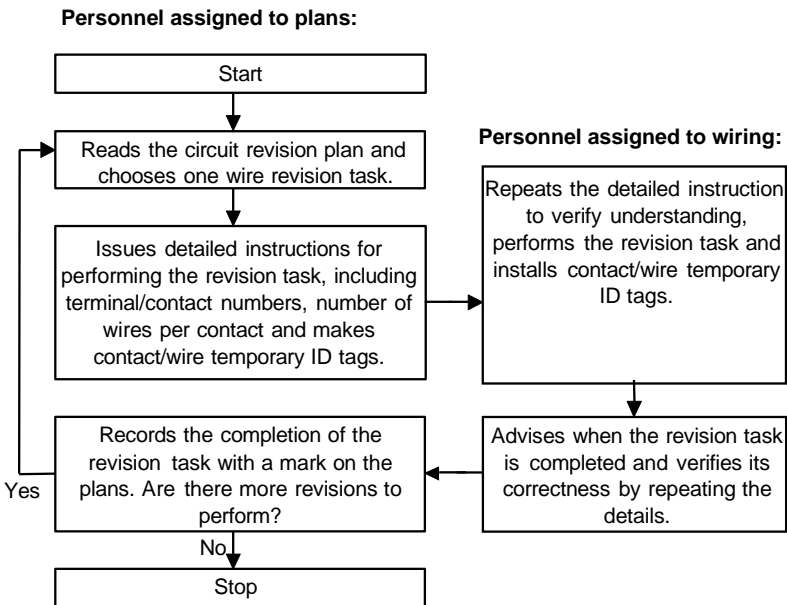 Personnel assigned to plans:
Start
Reads the circuit revision plan and
chooses one wire revision task.
Issues detailed instructions for
performing the revision task, including
terminal/contact numbers, number of
wires per contact and makes
contact/wire temporary ID tags.
Personnel assigned to wiring:
Repeats the detailed instruction
to verify understanding,
performs the revision task and
installs contact/wire temporary
ID tags.
Advises when the revision task
is completed and verifies its
correctness by repeating the
details.
Records the completion of the
revision task with a mark on the
plans. Are there more revisions to
perform?
Yes
No
Stop